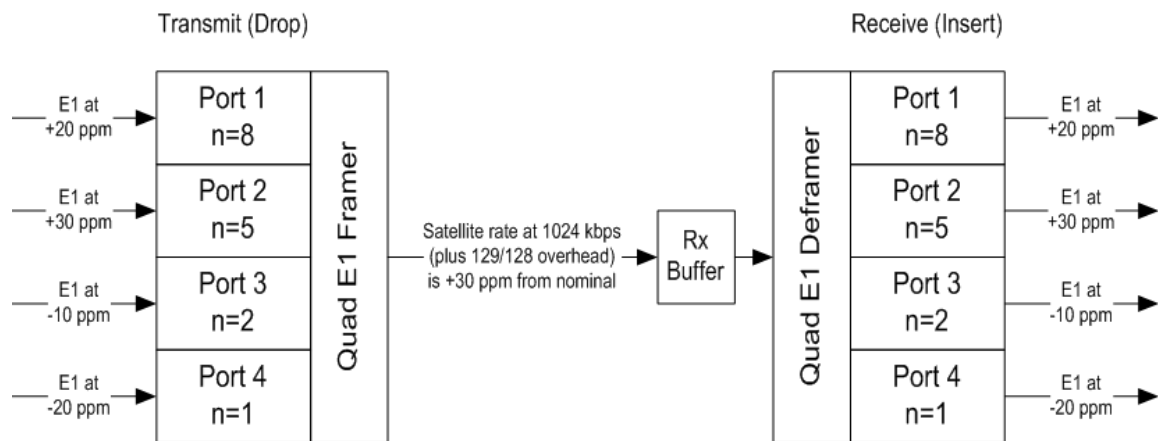 Transmit (Drop)
Receive (Insert)
E1 at
+20 ppm
Port 1
n=8
E1 at
+30 ppm
Port 2
n=5
E1 at
-10 ppm
Port 3
n=2
E1 at
-20 ppm
Port 4
n=1
Quad E1 Framer
Satellite rate at 1024 kbps
(plus 129/128 overhead)
is +30 ppm from nominal
Rx
Buffer
Quad E1 Deframer
Port 1
n=8
E1 at
+20 ppm
Port 2
n=5
E1 at
+30 ppm
Port 3
n=2
E1 at
-10 ppm
Port 4
n=1
E1 at
-20 ppm